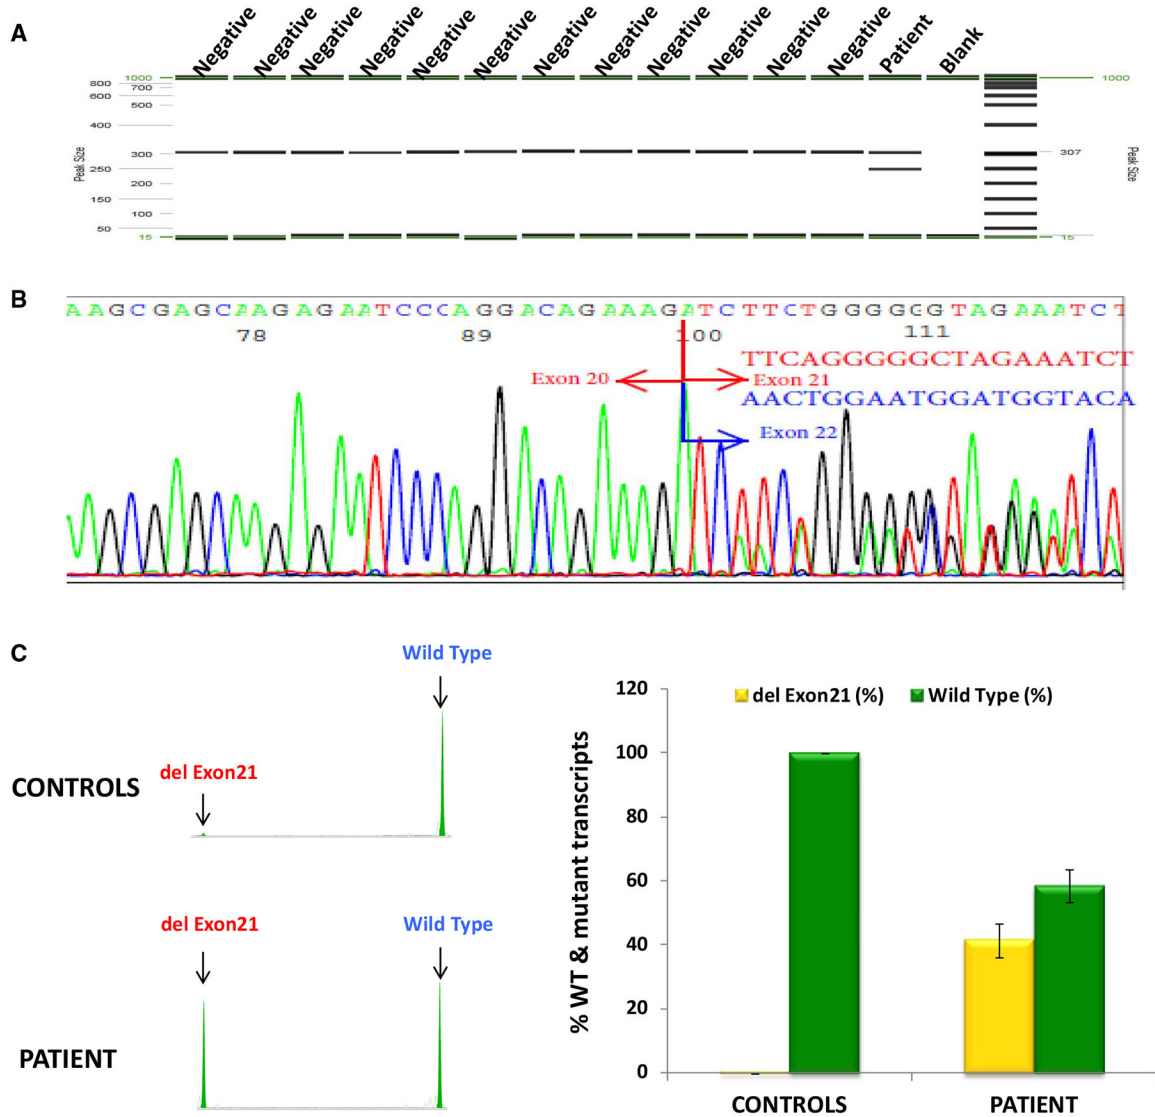 A
Negative Negative Negative Negative Negative Negative Negative Negative Negative Negative Negative Negative Patient Blank
1000
800
700
600
500
400
300
250
200
150
100
50
15
Peak Size
1000
307
15
Peak Size
B
AAGCGAGCAAGAGAATCCCAGGACAGAAAGATCTTCTGGGGGGGTAGAAATCT
78 89 100 111
TTCAGGGGGCTAGAAATCT
Exon 20 Exon 21
AACTGGAATGGATGGTACA
Exon 22
C
Wild Type
del Exon21
CONTROLS
del Exon21 Wild Type
PATIENT
% WT & mutant transcripts
del Exon21 (%) Wild Type (%)
120
100
80
60
40
20
0
CONTROLS PATIENT